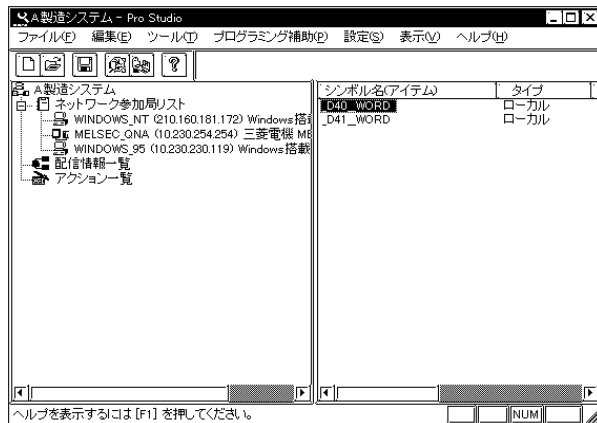 A製造システム - Pro Studio
ファイル(F) 編集(E) ツール(T) プログラミング補助(P) 設定(S) 表示(V) ヘルプ(H)
A製造システム
ネットワーク参加局リスト
WINDOWS_NT (210.160.181.172) Windows搭
MELSEC_QNA (10.230.254.254) 三菱電機 ME
WINDOWS_95 (10.230.230.119) Windows搭載
配信情報一覧
アクション一覧
シンボル名(アイテム) タイプ
_D40_WORD ローカル
_D41_WORD ローカル
ヘルプを表示するには [F1] を押してください。
NUM